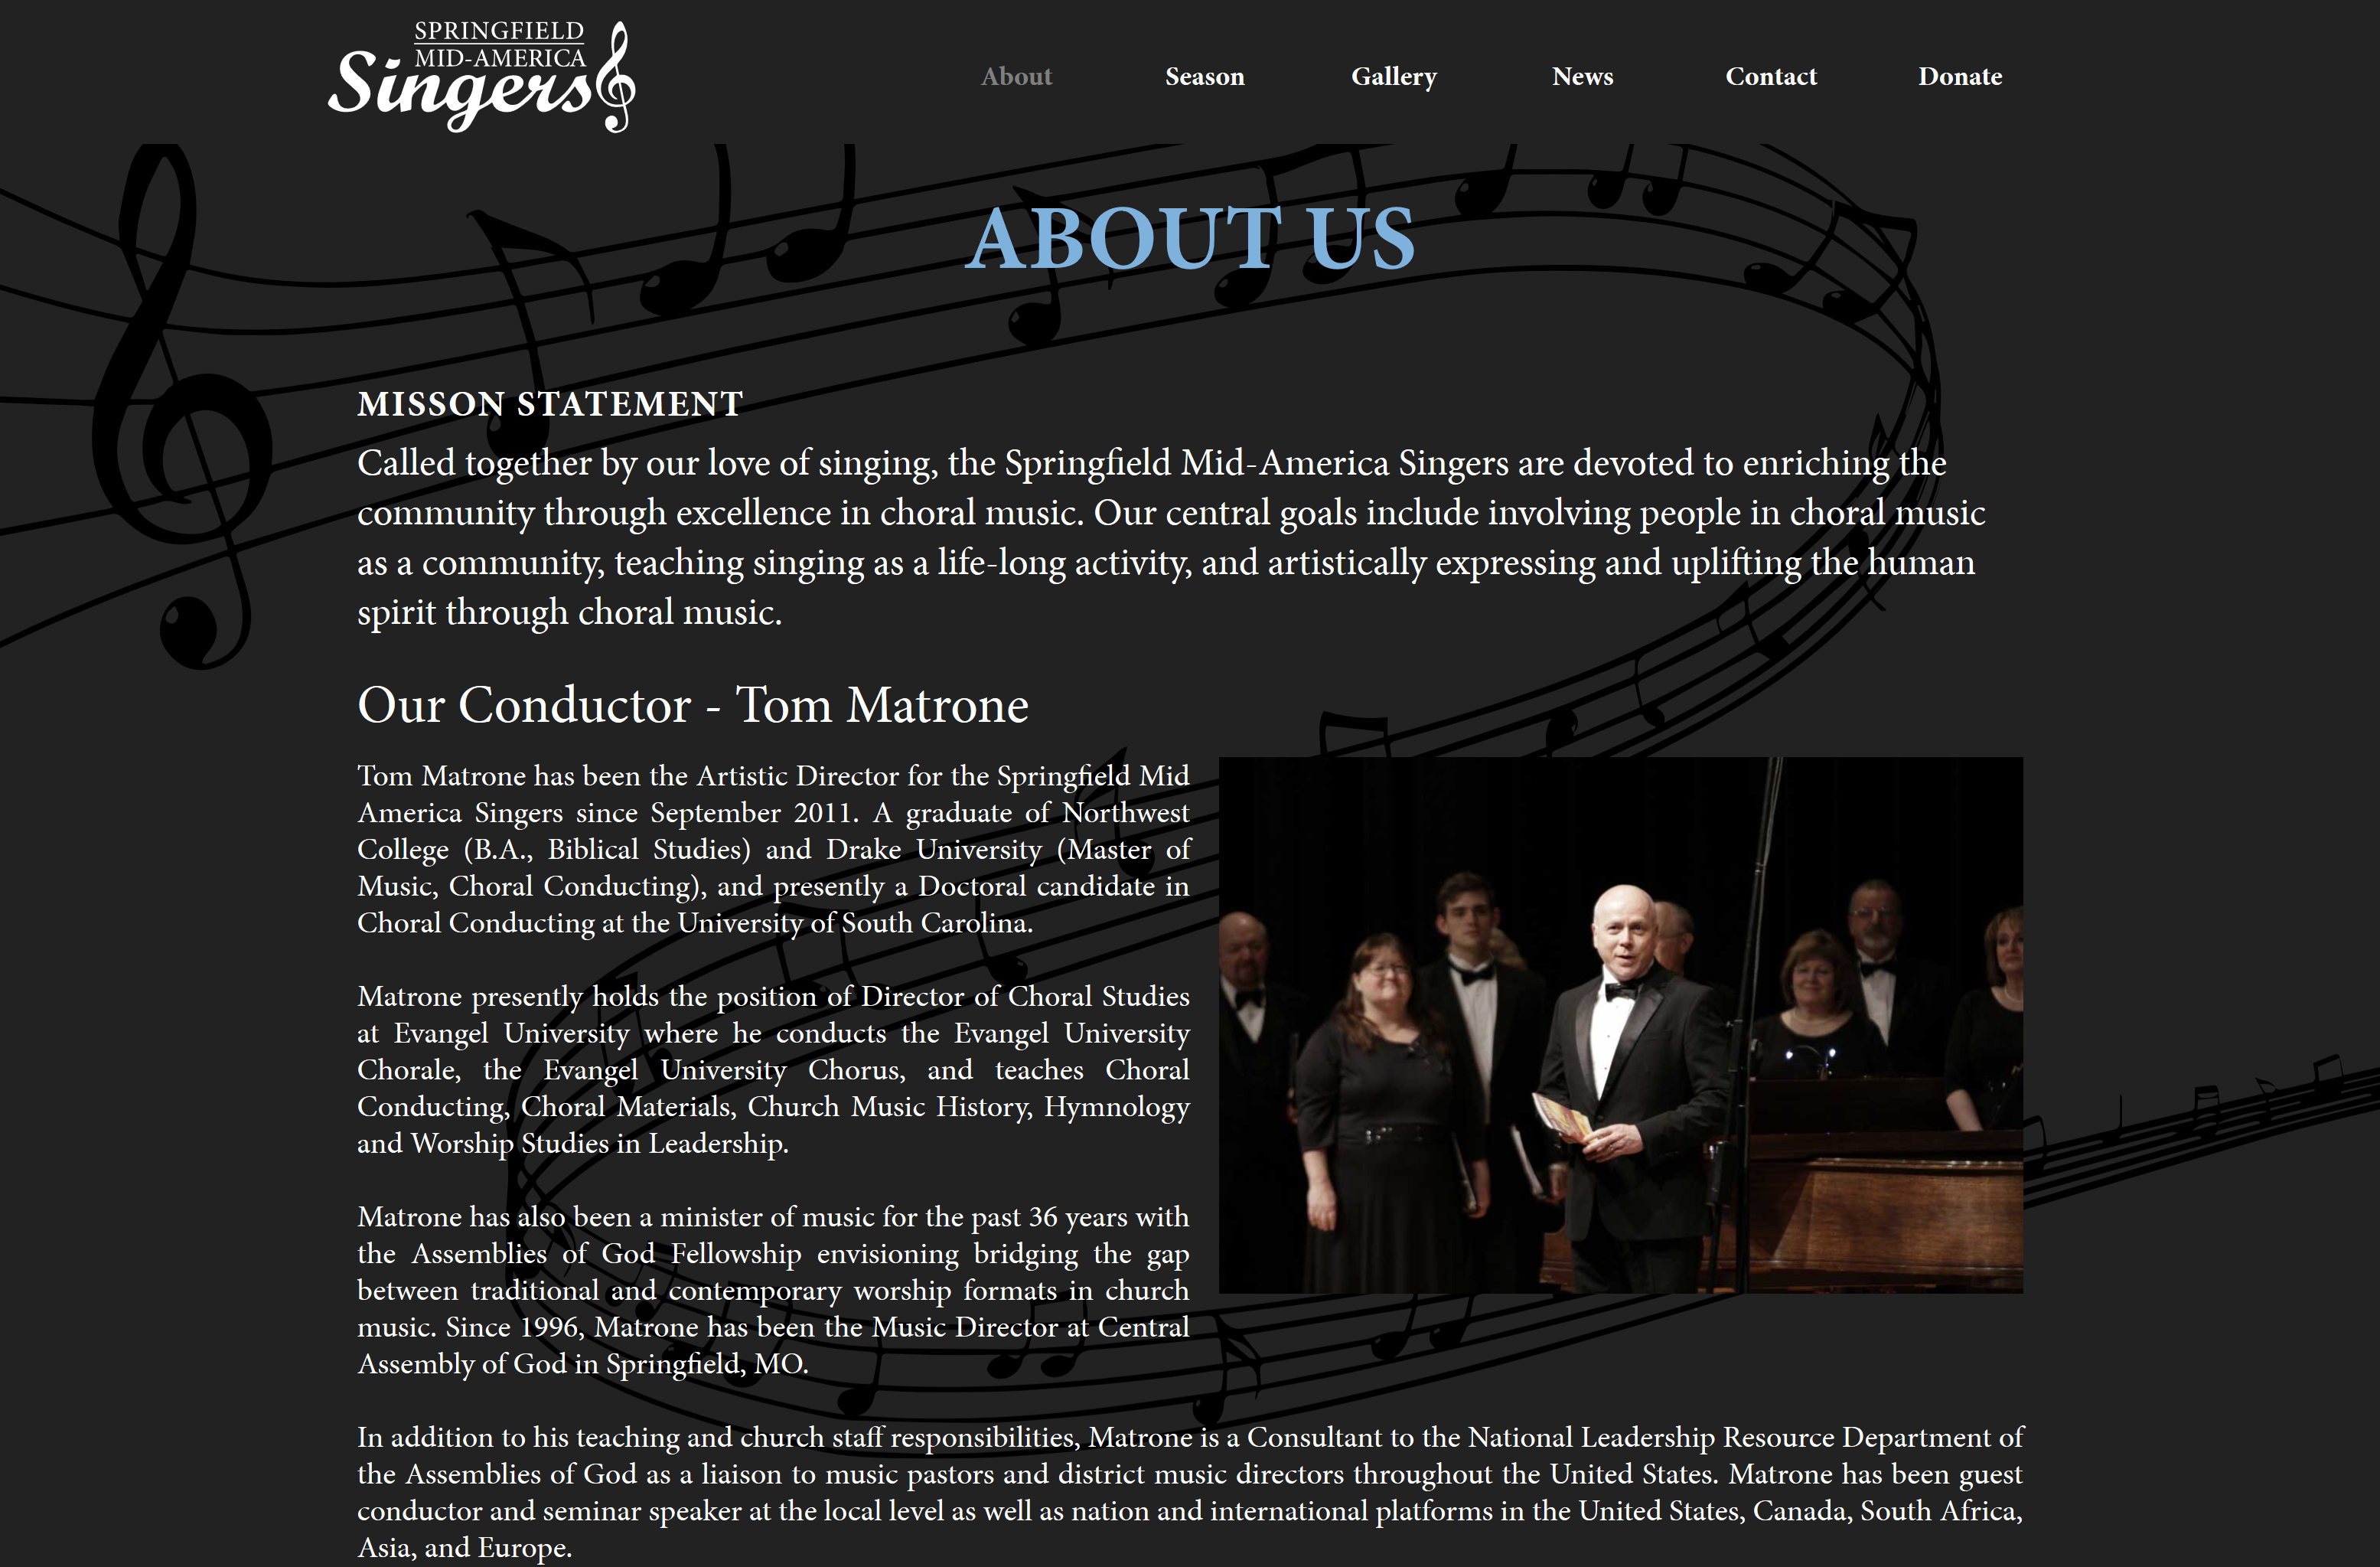 SPRINGFIELD
MID-AMERICA
Singers
About
Season
Gallery
News
Contact
Donate
ABOUT US
MISSON STATEMENT
Called together by our love of singing, the Springfield Mid-America Singers are devoted to enriching the
community through excellence in choral music. Our central goals include involving people in choral music
as a community, teaching singing as a life-long activity, and artistically expressing and uplifting the human
spirit through choral music.
Our Conductor - Tom Matrone
Tom Matrone has been the Artistic Director for the Springfield Mid
America Singers since September 2011. A graduate of Northwest
College (B.A., Biblical Studies) and Drake University (Master of
Music, Choral Conducting), and presently a Doctoral candidate in
Choral Conducting at the University of South Carolina.
Matrone presently holds the position of Director of Choral Studies
at Evangel University where he conducts the Evangel University
Chorale, the Evangel University Chorus, and teaches Choral
Conducting, Choral Materials, Church Music History, Hymnology
and Worship Studies in Leadership.
Matrone has also been a minister of music for the past 36 years with
the Assemblies of God Fellowship envisioning bridging the gap
between traditional and contemporary worship formats in church
music. Since 1996, Matrone has been the Music Director at Central
Assembly of God in Springfield, MO.
In addition to his teaching and church staff responsibilities, Matrone is a Consultant to the National Leadership Resource Department of
the Assemblies of God as a liaison to music pastors and district music directors throughout the United States. Matrone has been guest
conductor and seminar speaker at the local level as well as nation and international platforms in the United States, Canada, South Africa,
Asia, and Europe.